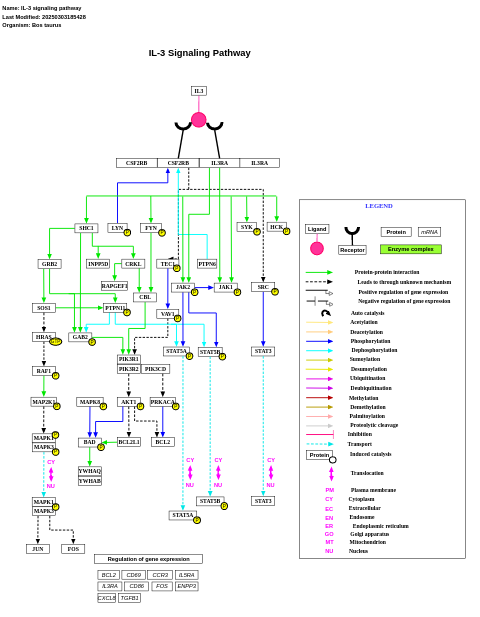 Name: IL-3 signaling pathway
Last Modified: 20250303185428
Organism: Bos taurus
IL-3 Signaling Pathway
IL3
CSF2RB CSF2RB IL3RA IL3RA
SHC1 LYN P FYN P SYK P HCK P
GRB2 INPP5D CRKL TEC P PTPN6
RAPGEF1 JAK2 P JAK1 P SRC P
CBL
SOS1 PTPN11 P VAV1 P
HRAS GTP GAB2 P
STAT5A P STAT5B P STAT3
PIK3R1
RAF1 P PIK3R2 PIK3CD
MAP2K1 P MAPK8 P AKT1 P PRKACA P
MAPK1 P
MAPK3 P BAD P BCL2L1 BCL2
CY CY CY CY
NU NU NU NU
YWHAQ
YWHAB
MAPK1 P
MAPK3 P STAT5B P STAT3
STAT5A P
JUN FOS
Regulation of gene expression
BCL2 CD69 CCR3 IL5RA
IL3RA CD86 FOS ENPP3
CXCL8 TGFB1
LEGEND
Ligand Protein mRNA
Receptor Enzyme complex
Protein-protein interaction
Leads to through unknown mechanism
Positive regulation of gene expression
Negative regulation of gene expression
Auto catalysis
Acetylation
Deacetylation
Phosphorylation
Dephosphorylation
Sumoylation
Desumoylation
Ubiquitination
Deubiquitination
Methylation
Demethylation
Palmitoylation
Proteolytic cleavage
Inhibition
Transport
Protein Induced catalysis
Translocation
PM Plasma membrane
CY Cytoplasm
EC Extracellular
EN Endosome
ER Endoplasmic reticulum
GO Golgi apparatus
MT Mitochondrion
NU Nucleus